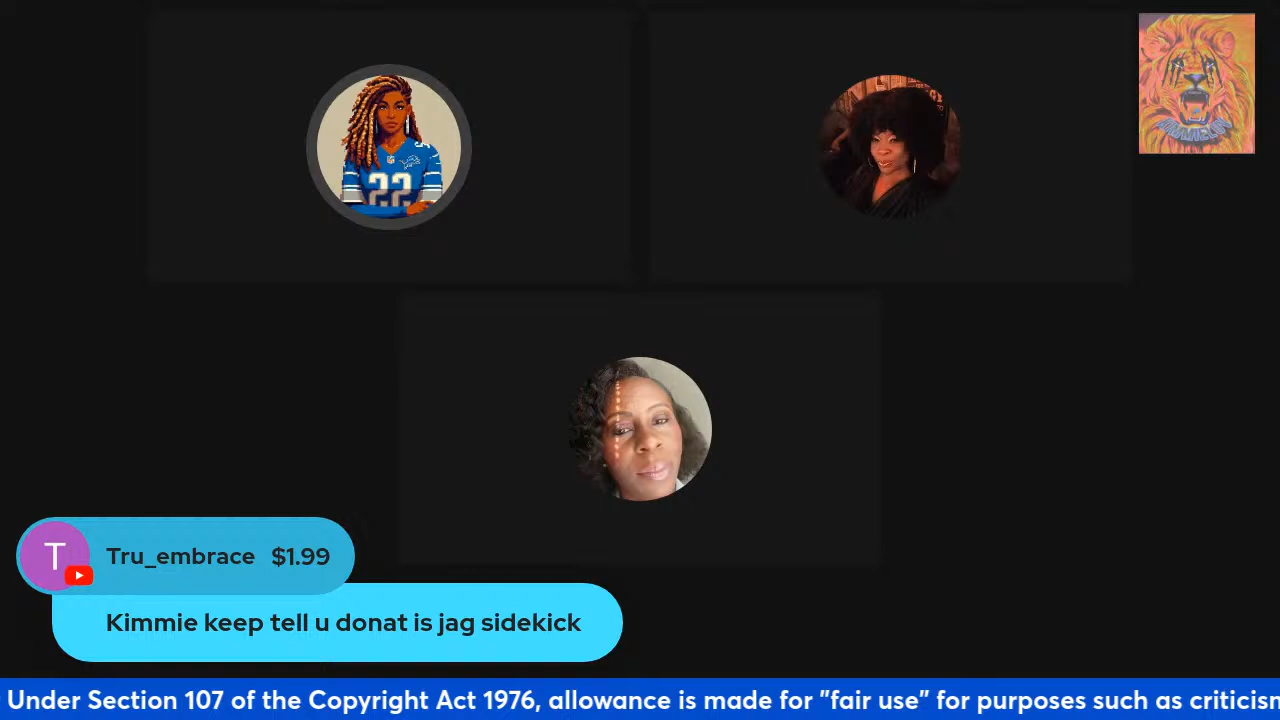 22
T
Tru_embrace $1.99
Kimmie keep tell u donat is jag sidekick
Under Section 107 of the Copyright Act 1976, allowance is made for "fair use" for purposes such as criticism